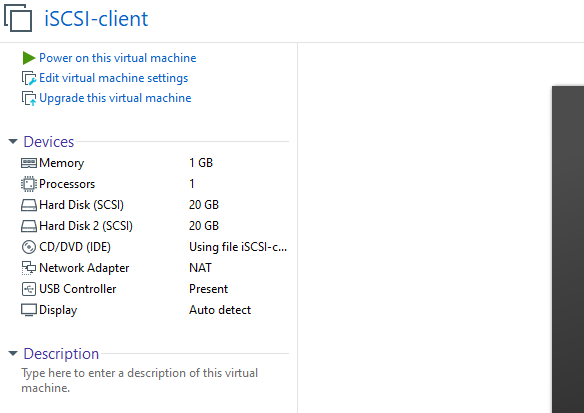 iSCSI-client
Power on this virtual machine
Edit virtual machine settings
Upgrade this virtual machine
Devices
Memory 1 GB
Processors 1
Hard Disk (SCSI) 20 GB
Hard Disk 2 (SCSI) 20 GB
CD/DVD (IDE) Using file iSCSI-c...
Network Adapter NAT
USB Controller Present
Display Auto detect
Description
Type here to enter a description of this virtual
machine.